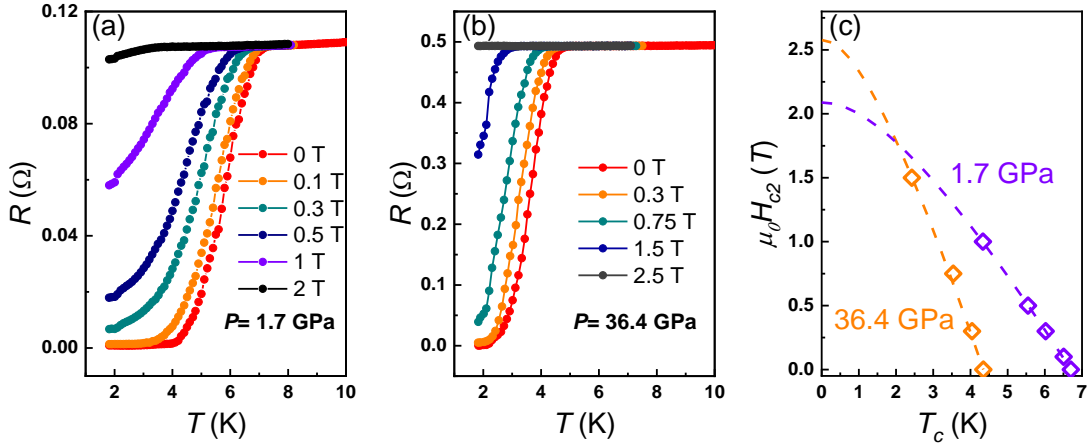 (a)
0.12
0.08
0.04
0.00
R (Ω)
2 4 6 8 10
T (K)
0 T
0.1 T
0.3 T
0.5 T
1 T
2 T
P= 1.7 GPa
(b)
0.5
0.4
0.3
0.2
0.1
0.0
R (Ω)
2 4 6 8 10
T (K)
0 T
0.3 T
0.75 T
1.5 T
2.5 T
P= 36.4 GPa
(c)
2.5
2.0
1.5
1.0
0.5
0.0
μ₀H꜀₂ (T)
0 1 2 3 4 5 6 7
T꜀ (K)
1.7 GPa
36.4 GPa